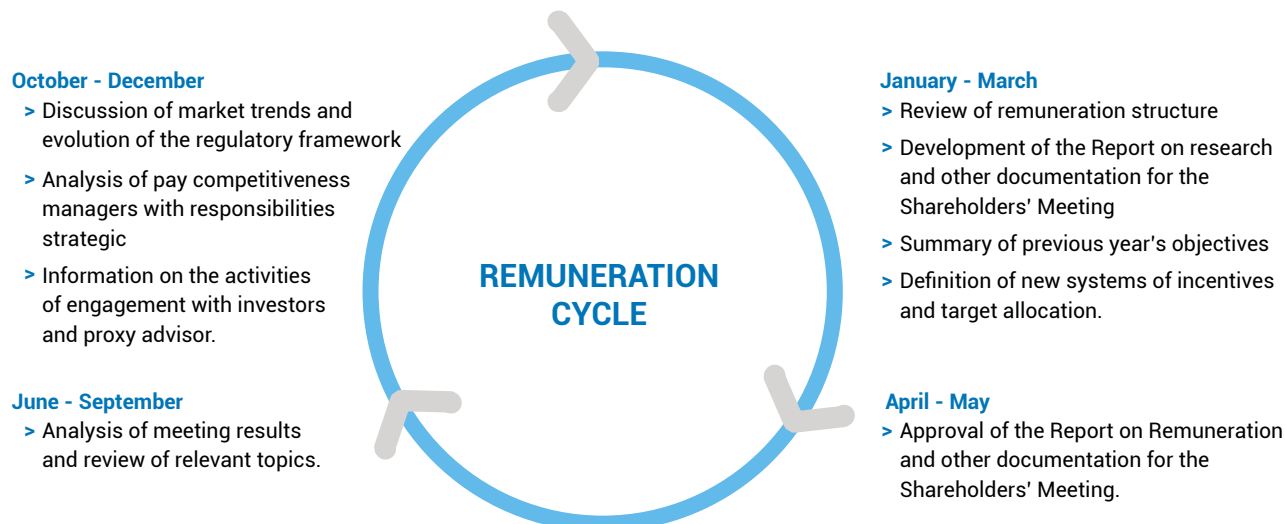 October - December
> Discussion of market trends and
evolution of the regulatory framework
> Analysis of pay competitiveness
managers with responsibilities
strategic
> Information on the activities
of engagement with investors
and proxy advisor.
June - September
> Analysis of meeting results
and review of relevant topics.
REMUNERATION
CYCLE
January - March
> Review of remuneration structure
> Development of the Report on research
and other documentation for the
Shareholders' Meeting
> Summary of previous year's objectives
> Definition of new systems of incentives
and target allocation.
April - May
> Approval of the Report on Remuneration
and other documentation for the
Shareholders' Meeting.